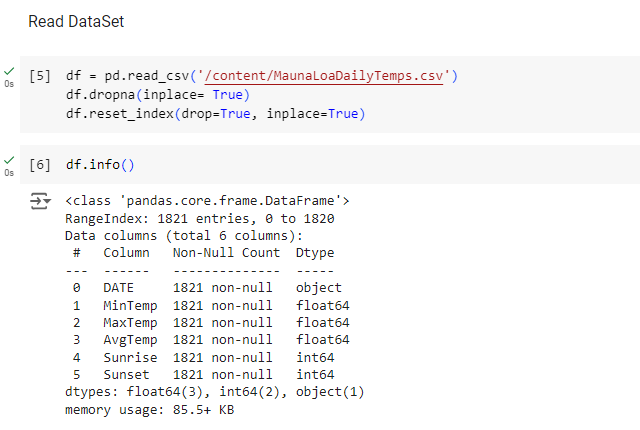 Read DataSet
[5] df = pd.read_csv('/content/MaunaLoaDailyTemps.csv')
0s
df.dropna(inplace= True)
df.reset_index(drop=True, inplace=True)
[6] df.info()
0s
<class 'pandas.core.frame.DataFrame'>
RangeIndex: 1821 entries, 0 to 1820
Data columns (total 6 columns):
 #   Column   Non-Null Count  Dtype
---  ------   --------------  -----
 0   DATE     1821 non-null   object
 1   MinTemp  1821 non-null   float64
 2   MaxTemp  1821 non-null   float64
 3   AvgTemp  1821 non-null   float64
 4   Sunrise  1821 non-null   int64
 5   Sunset   1821 non-null   int64
dtypes: float64(3), int64(2), object(1)
memory usage: 85.5+ KB